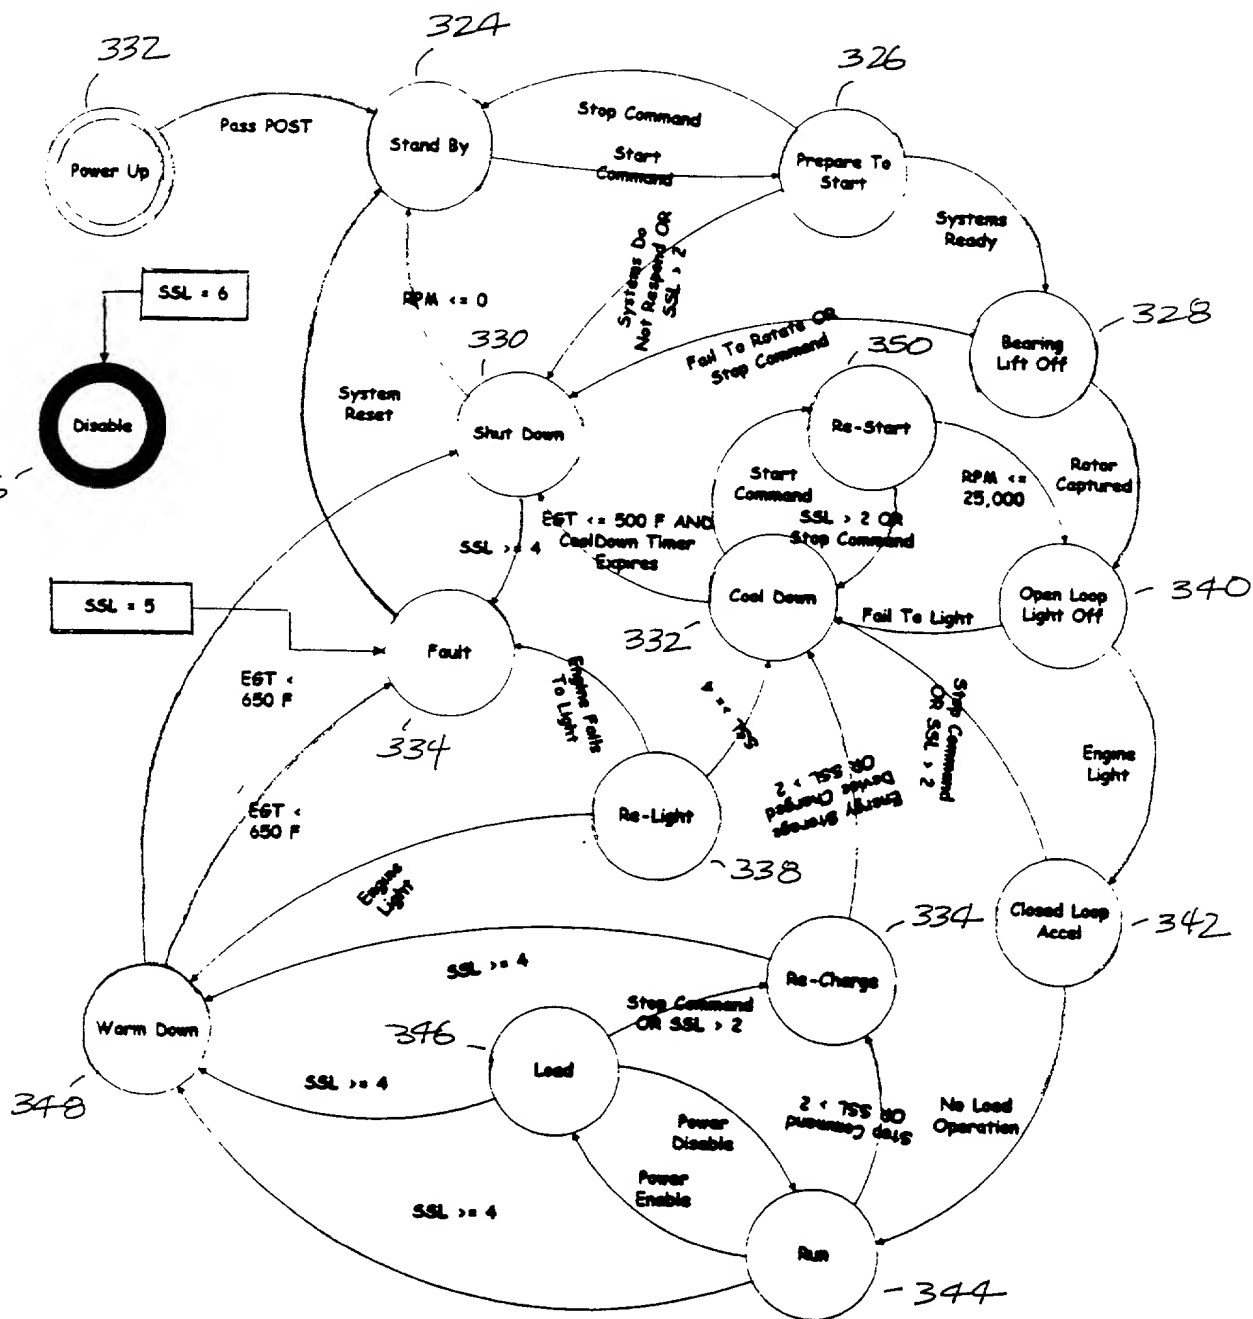 332
324
326
Power Up
Pass POST
Stand By
Stop Command
Start
Command
Prepare To
Start
Systems
Ready
SSL = 6
RPM <= 0
Systems Do
Not Respond OR
SSL > 2
330
Fail To Rotate OR
Stop Command
350
Bearing
Lift Off
328
Disable
System
Reset
Shut Down
Re-Start
Start
Command
RPM <=
25,000
Rotor
Captured
SSL >= 4
EGT <= 500 F AND
CoolDown Timer
Expires
SSL > 2 OR
Stop Command
SSL = 5
Cool Down
332
Fail To Light
Open Loop
Light Off
340
Fault
334
EGT <
650 F
Engine Fails
To Light
Stop Command
OR SSL > 2
Engine
Light
EGT <
650 F
Re-Light
338
Energy Storage
Device Charged
OR SSL > 2
Engine
Light
334
Closed Loop
Accel
342
SSL >= 4
Re-Charge
Warm Down
348
346
Stop Command
OR SSL > 2
Load
SSL >= 4
Power
Disable
Stop Command
OR SSL > 2
No Load
Operation
Power
Enable
SSL >= 4
Run
344